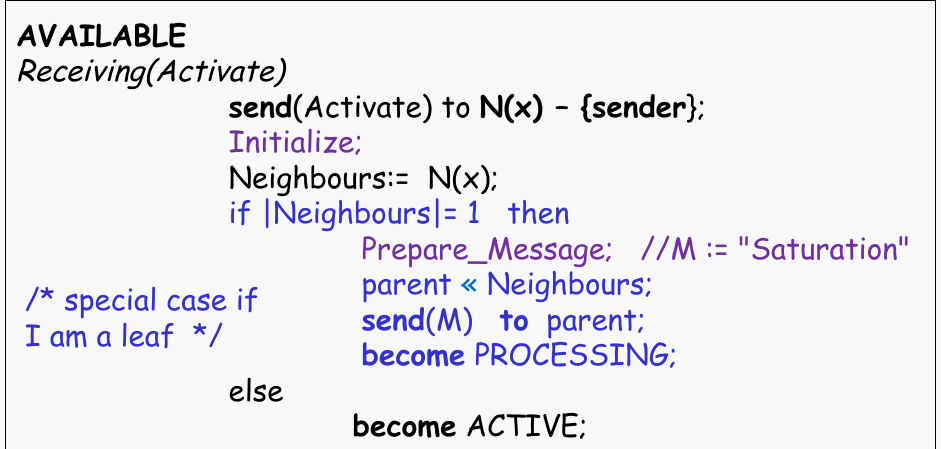 AVAILABLE
Receiving(Activate)
send(Activate) to N(x) – {sender};
Initialize;
Neighbours:= N(x);
if |Neighbours|= 1 then
Prepare_Message; //M := "Saturation"
parent « Neighbours;
/* special case if
I am a leaf */
send(M) to parent;
become PROCESSING;
else
become ACTIVE;